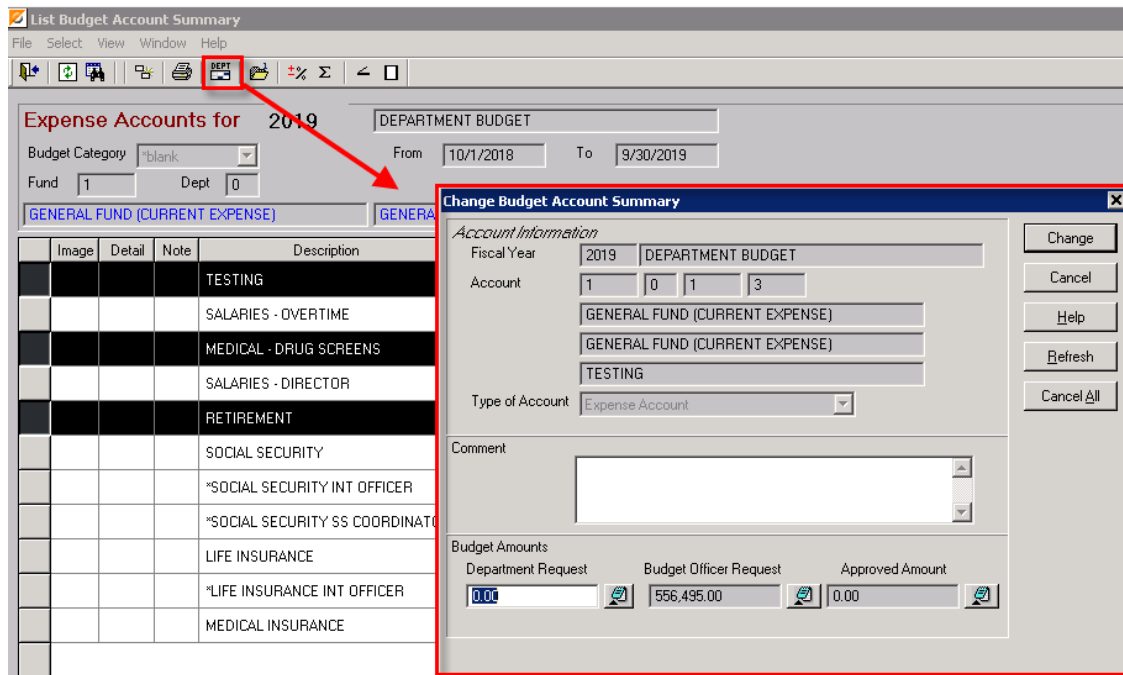 List Budget Account Summary
File Select View Window Help
DEPT
±% Σ
Expense Accounts for 2019 DEPARTMENT BUDGET
Budget Category *blank From 10/1/2018 To 9/30/2019
Fund 1 Dept 0
GENERAL FUND (CURRENT EXPENSE) GENERA
Image Detail Note Description
TESTING
SALARIES - OVERTIME
MEDICAL - DRUG SCREENS
SALARIES - DIRECTOR
RETIREMENT
SOCIAL SECURITY
*SOCIAL SECURITY INT OFFICER
*SOCIAL SECURITY SS COORDINATO
LIFE INSURANCE
*LIFE INSURANCE INT OFFICER
MEDICAL INSURANCE
Change Budget Account Summary
Account Information
Fiscal Year 2019 DEPARTMENT BUDGET
Account 1 0 1 3
GENERAL FUND (CURRENT EXPENSE)
GENERAL FUND (CURRENT EXPENSE)
TESTING
Type of Account Expense Account
Comment
Budget Amounts
Department Request Budget Officer Request Approved Amount
0.00 556,495.00 0.00
Change
Cancel
Help
Refresh
Cancel All